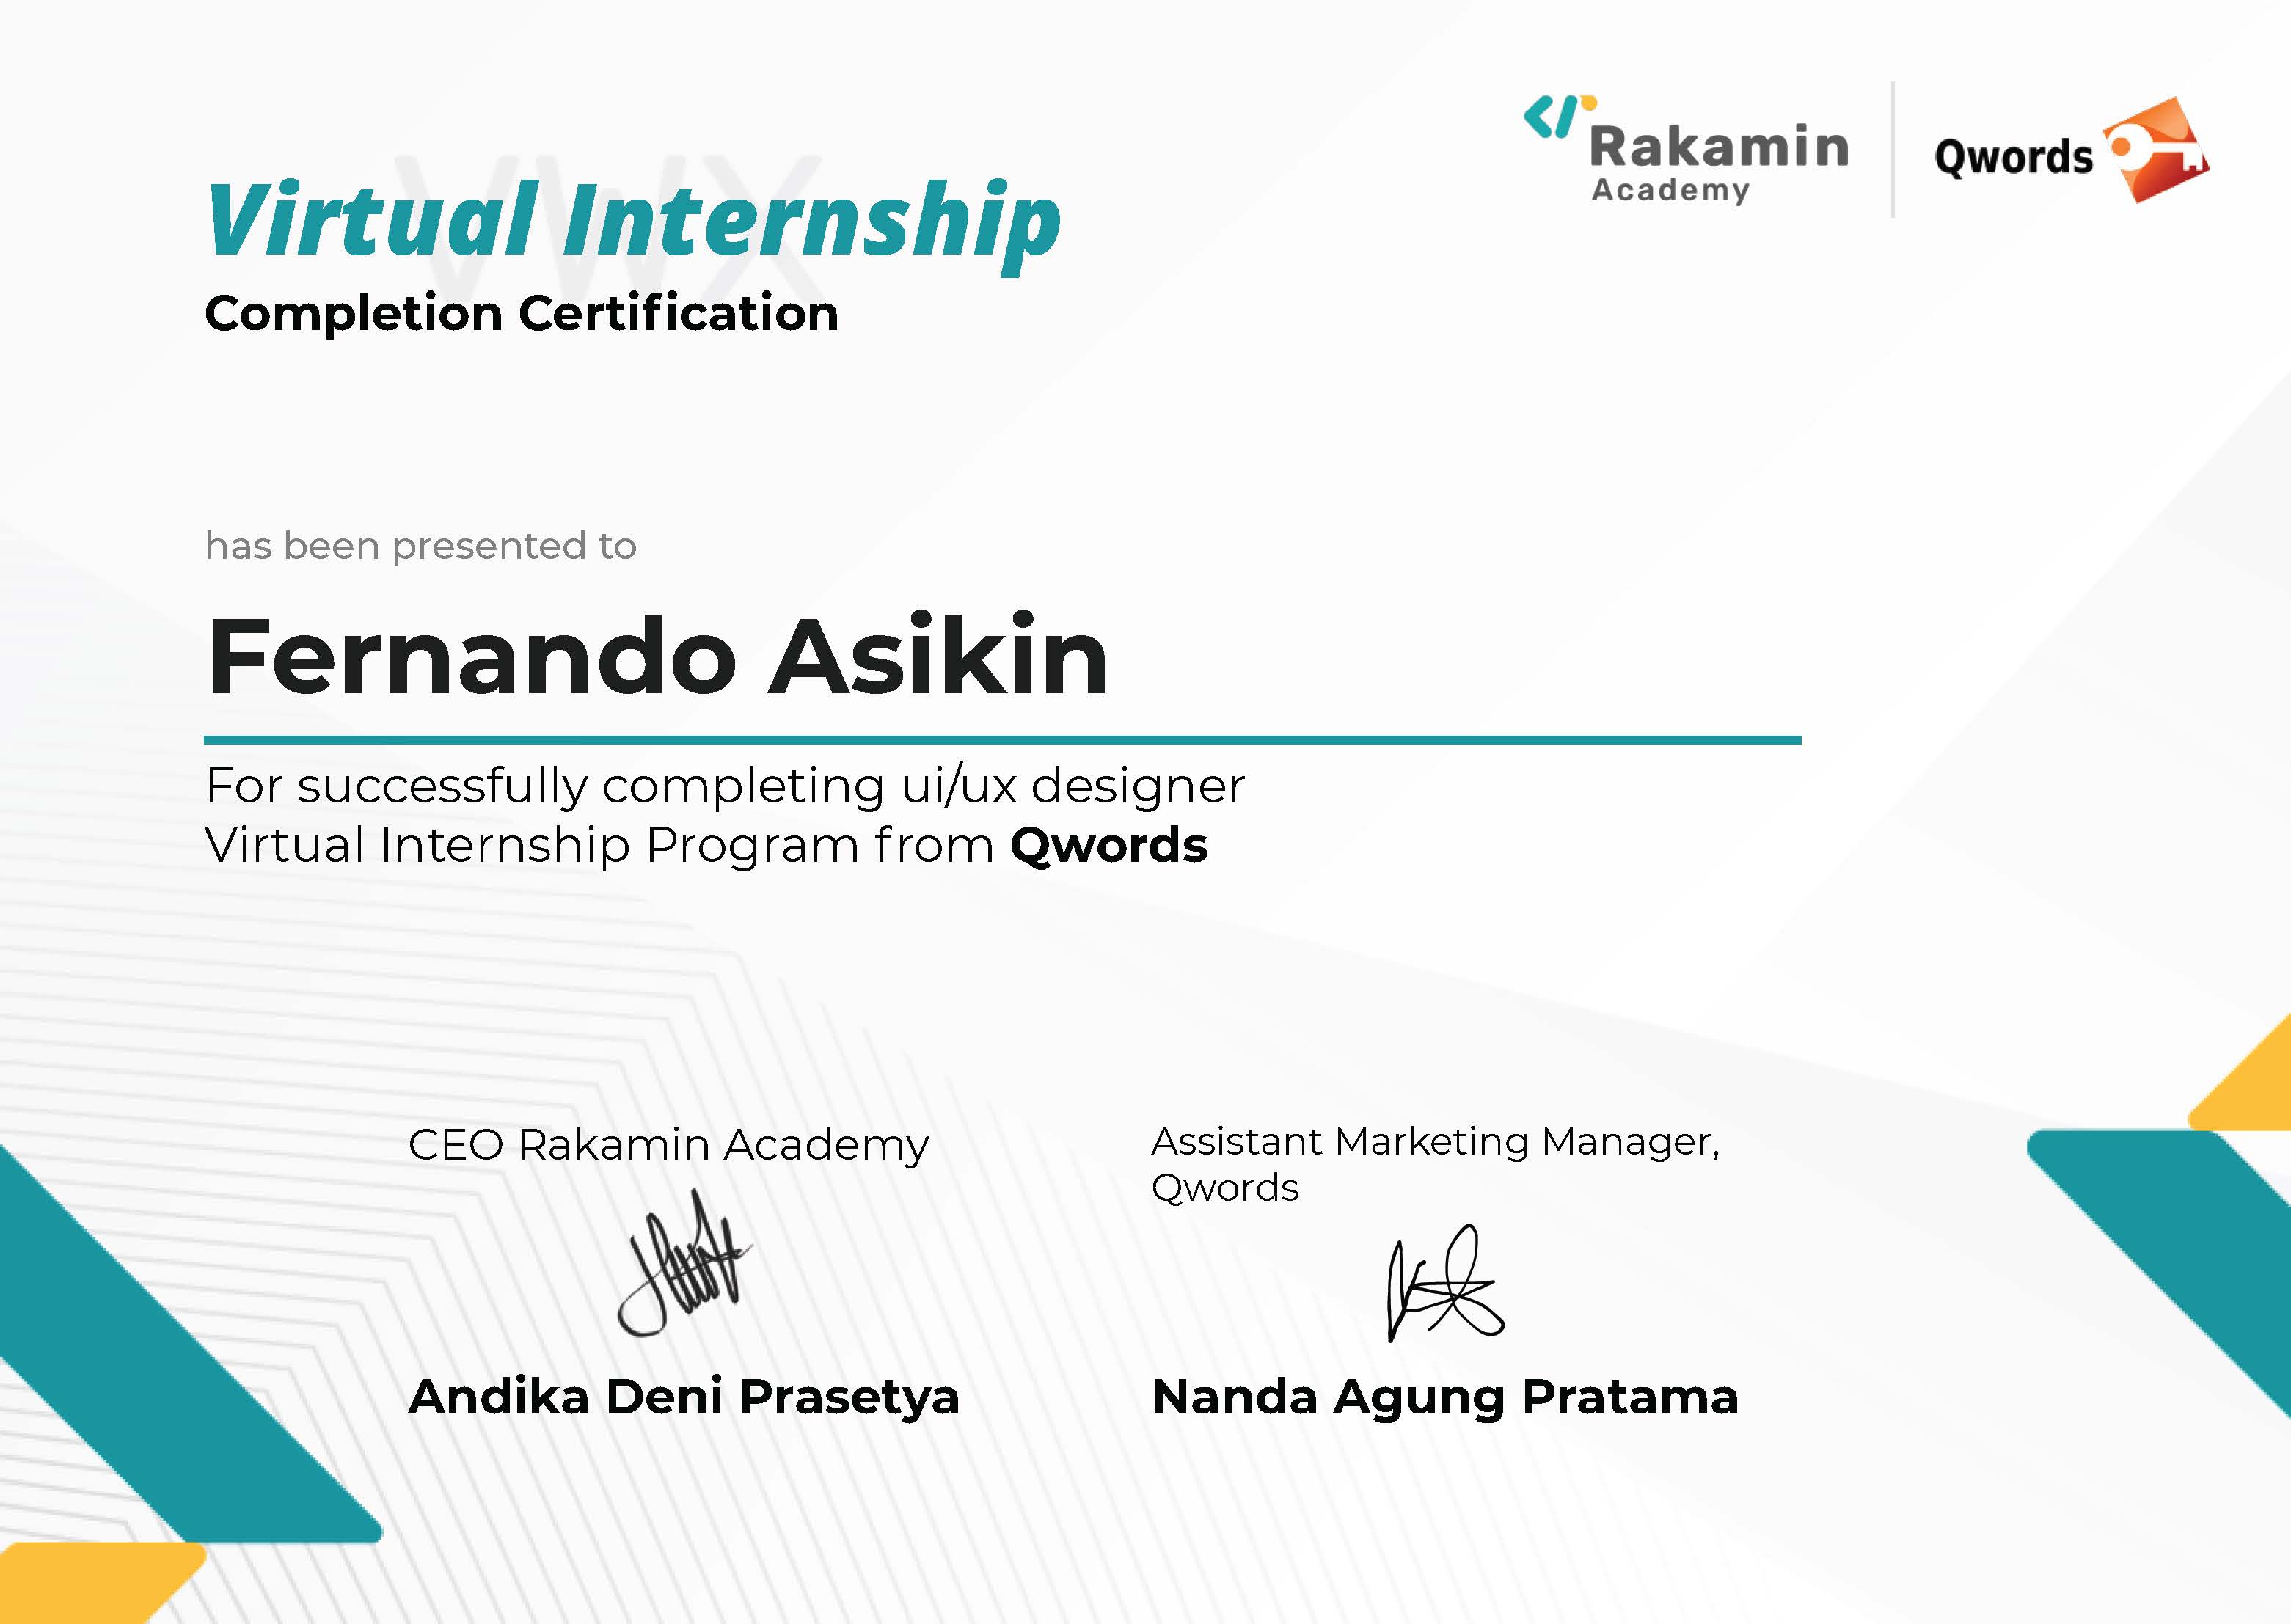 Rakamin
Academy
Qwords
VWX
Virtual Internship
Completion Certification
has been presented to
Fernando Asikin
For successfully completing ui/ux designer
Virtual Internship Program from Qwords
CEO Rakamin Academy
Andika Deni Prasetya
Assistant Marketing Manager,
Qwords
Nanda Agung Pratama